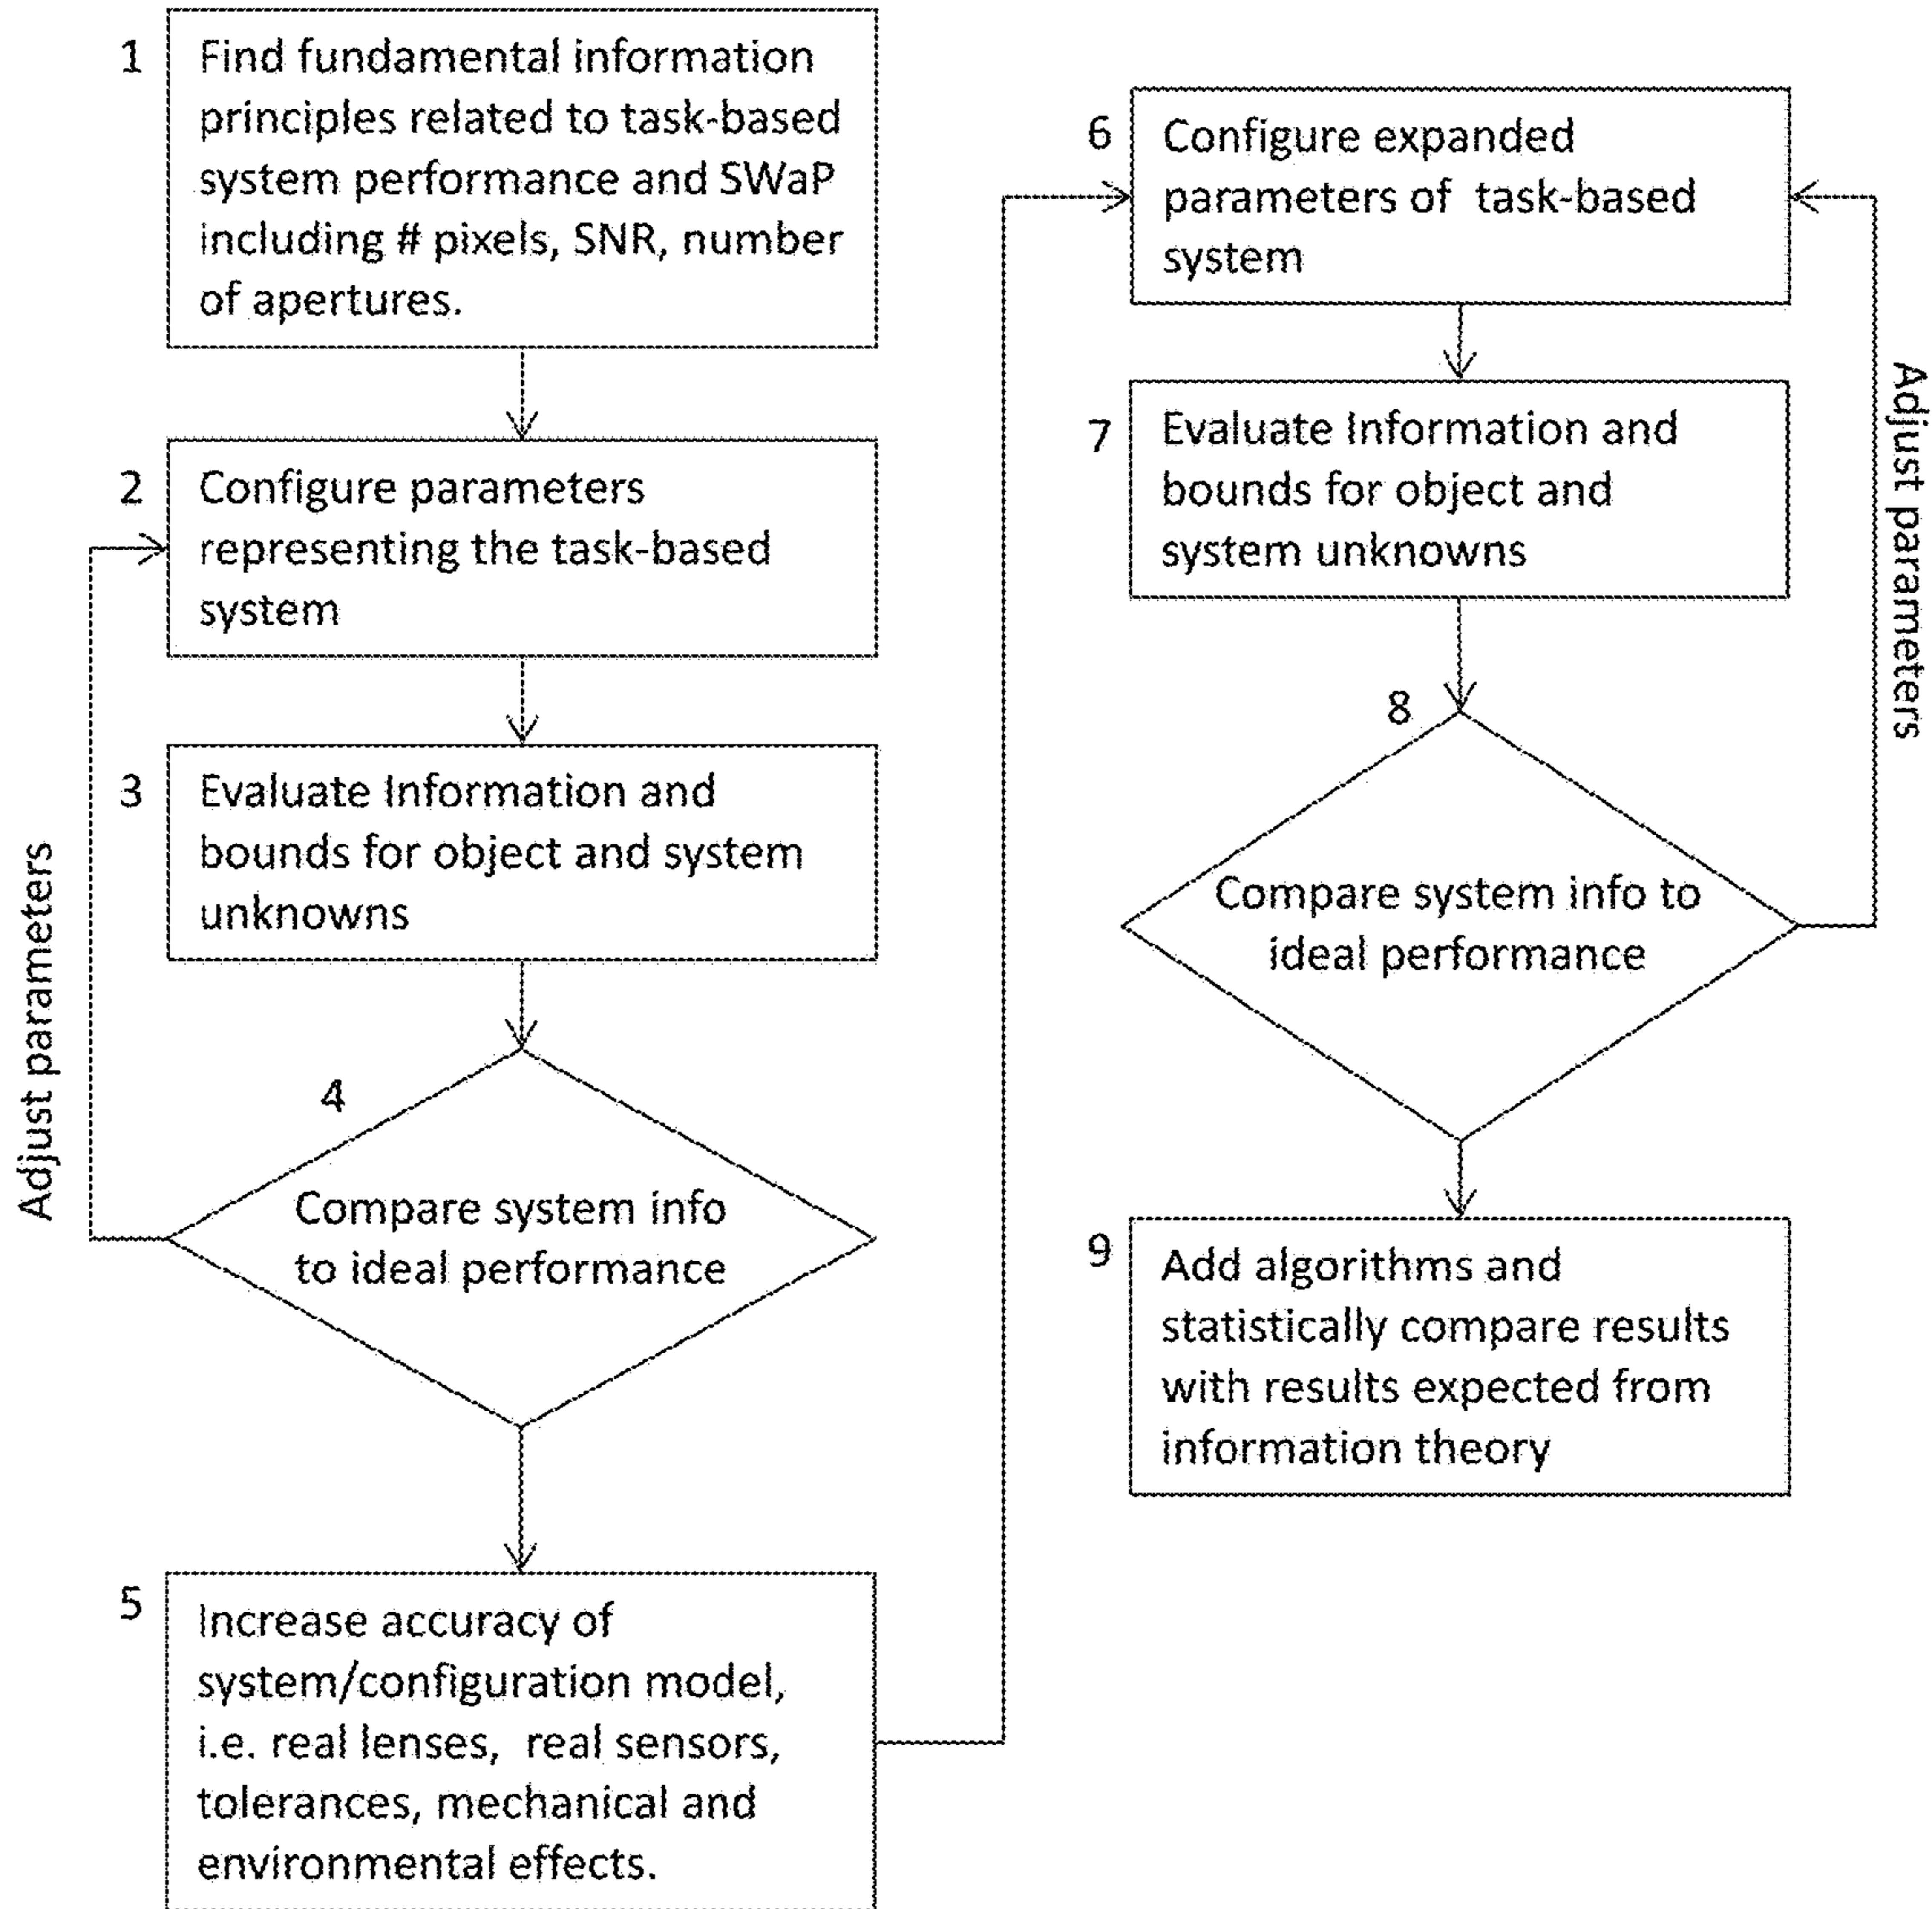 1
Find fundamental information
principles related to task-based
system performance and SWaP
including # pixels, SNR, number
of apertures.
2
Configure parameters
representing the task-based
system
3
Evaluate Information and
bounds for object and system
unknowns
Adjust parameters
4
Compare system info
to ideal performance
5
Increase accuracy of
system/configuration model,
i.e. real lenses, real sensors,
tolerances, mechanical and
environmental effects.
6
Configure expanded
parameters of task-based
system
7
Evaluate Information and
bounds for object and
system unknowns
Adjust parameters
8
Compare system info to
ideal performance
9
Add algorithms and
statistically compare results
with results expected from
information theory